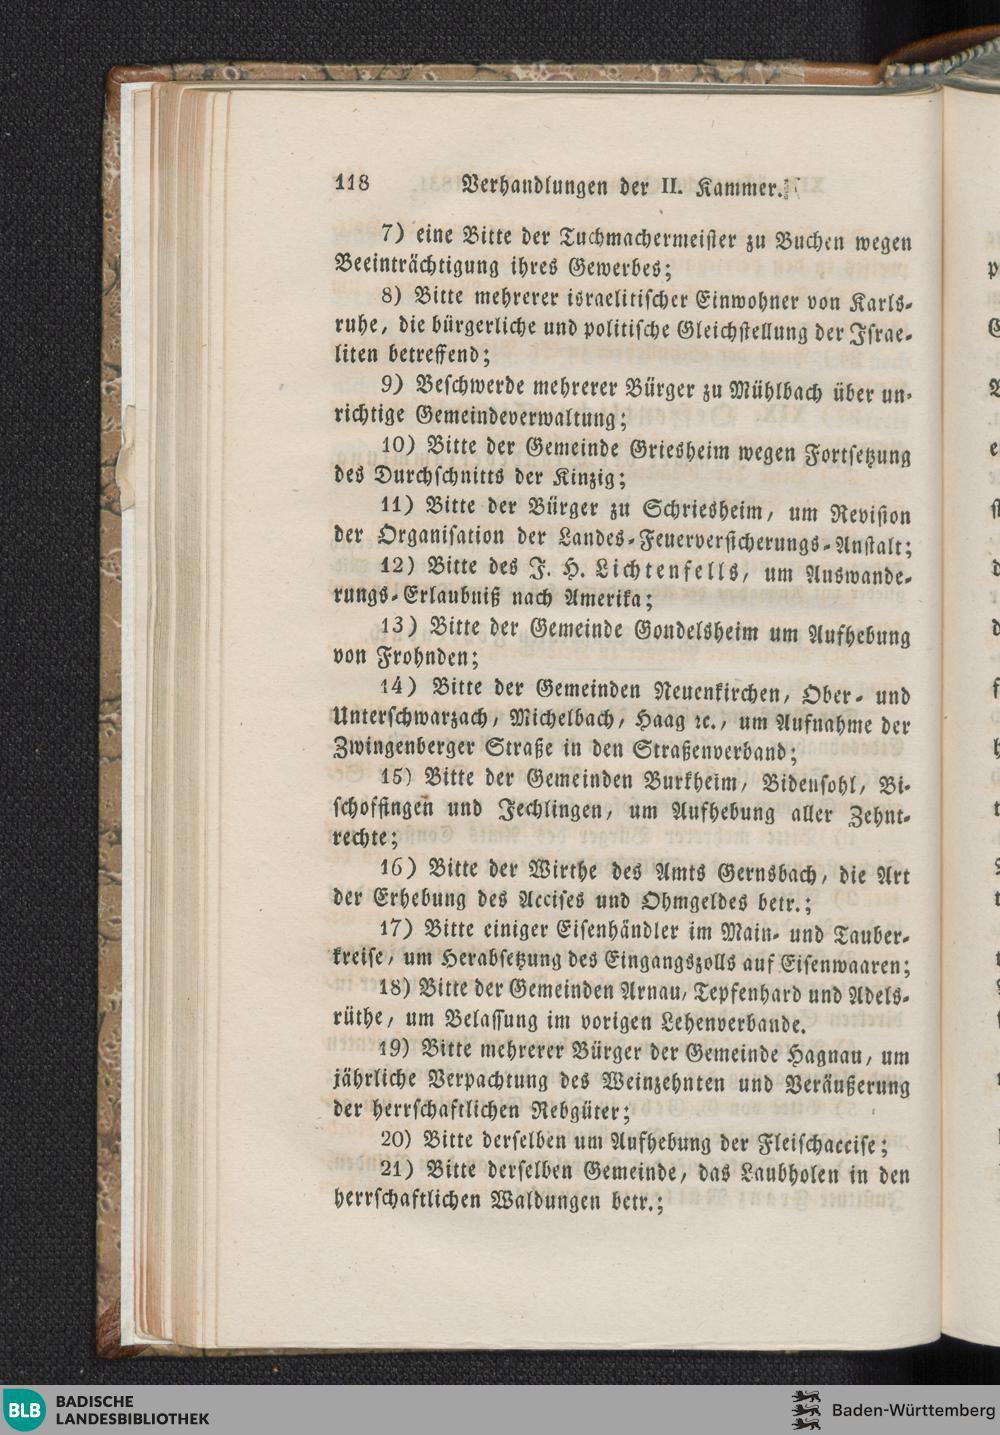 118 Verhandlungen der II. Kammer.
7) eine Bitte der Tuchmachermeister zu Buchen wegen
Beeinträchtigung ihres Gewerbes;
8) Bitte mehrerer israelitischer Einwohner von Karls-
ruhe, die bürgerliche und politische Gleichstellung der Israe-
liten betreffend;
9) Beschwerde mehrerer Bürger zu Mühlbach über un-
richtige Gemeindeverwaltung;
10) Bitte der Gemeinde Griesheim wegen Fortsetzung
des Durchschnitts der Kinzig;
11) Bitte der Bürger zu Schriesheim, um Revision
der Organisation der Landes-Feuerversicherungs-Anstalt;
12) Bitte des J. H. Lichtenfells, um Auswande-
rungs-Erlaubniß nach Amerika;
13) Bitte der Gemeinde Gondelsheim um Aufhebung
von Frohnden;
14) Bitte der Gemeinden Neuenkirchen, Ober- und
Unterschwarzach, Michelbach, Haag ꝛc., um Aufnahme der
Zwingenberger Straße in den Straßenverband;
15) Bitte der Gemeinden Burkheim, Bidensohl, Bi-
schoffingen und Jechlingen, um Aufhebung aller Zehnt-
rechte;
16) Bitte der Wirthe des Amts Gernsbach, die Art
der Erhebung des Accises und Ohmgeldes betr.;
17) Bitte einiger Eisenhändler im Main- und Tauber-
kreise, um Herabsetzung des Eingangszolls auf Eisenwaaren;
18) Bitte der Gemeinden Arnau, Tepfenhard und Adels-
rüthe, um Belassung im vorigen Lehenverbande.
19) Bitte mehrerer Bürger der Gemeinde Hagnau, um
jährliche Verpachtung des Weinzehnten und Veräußerung
der herrschaftlichen Rebgüter;
20) Bitte derselben um Aufhebung der Fleischaccise;
21) Bitte derselben Gemeinde, das Laubholen in den
herrschaftlichen Waldungen betr.;
BLB BADISCHE
LANDESBIBLIOTHEK
Baden-Württemberg